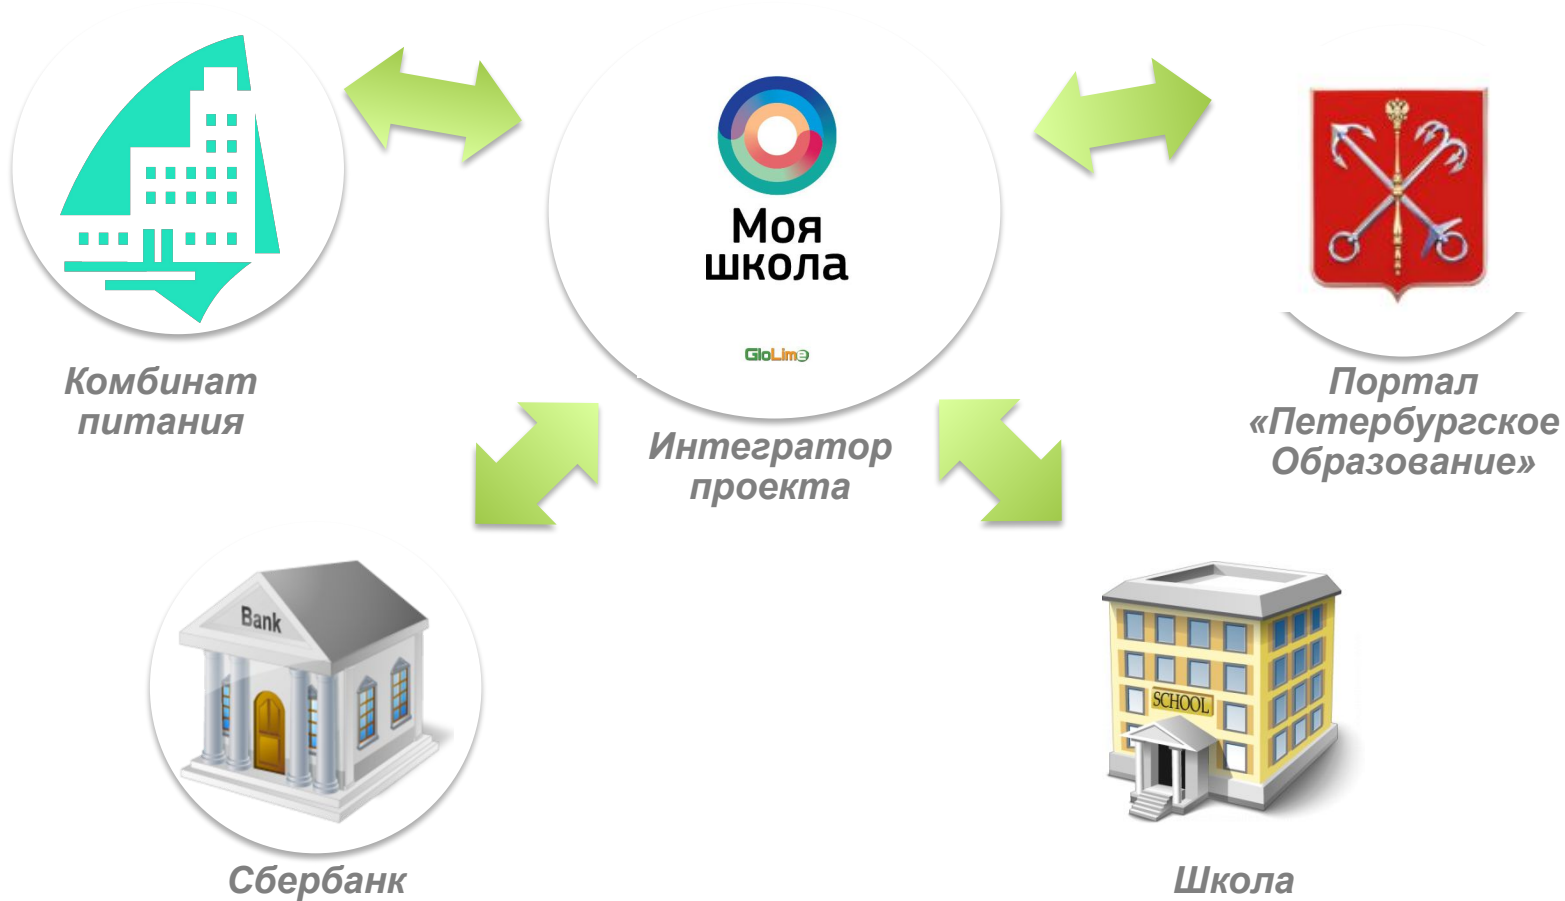 Моя
школа
GloLime
Комбинат
питания
Интегратор
проекта
Портал
«Петербургское
Образование»
Bank
SCHOOL
Сбербанк
Школа